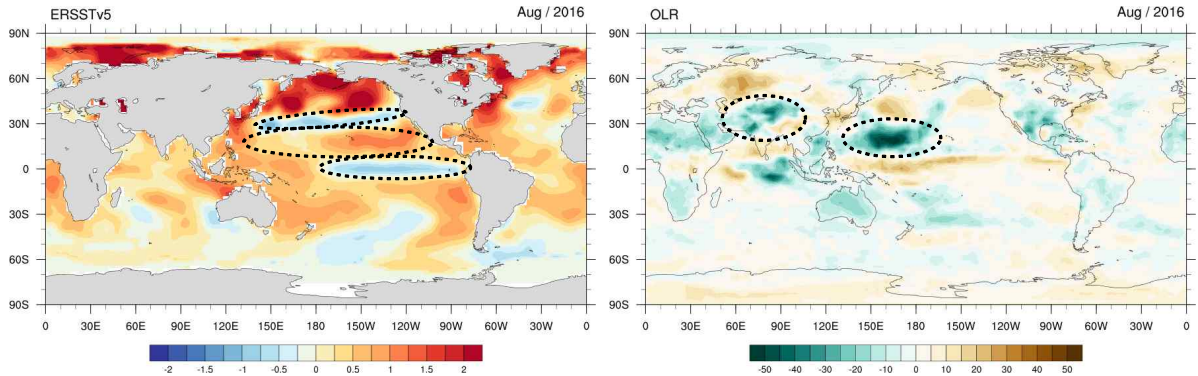 ERSSTv5 Aug / 2016
90N
60N
30N
0
30S
60S
90S
0 30E 60E 90E 120E 150E 180 150W 120W 90W 60W 30W 0
-2 -1.5 -1 -0.5 0 0.5 1 1.5 2
OLR Aug / 2016
90N
60N
30N
0
30S
60S
90S
0 30E 60E 90E 120E 150E 180 150W 120W 90W 60W 30W 0
-50 -40 -30 -20 -10 0 10 20 30 40 50